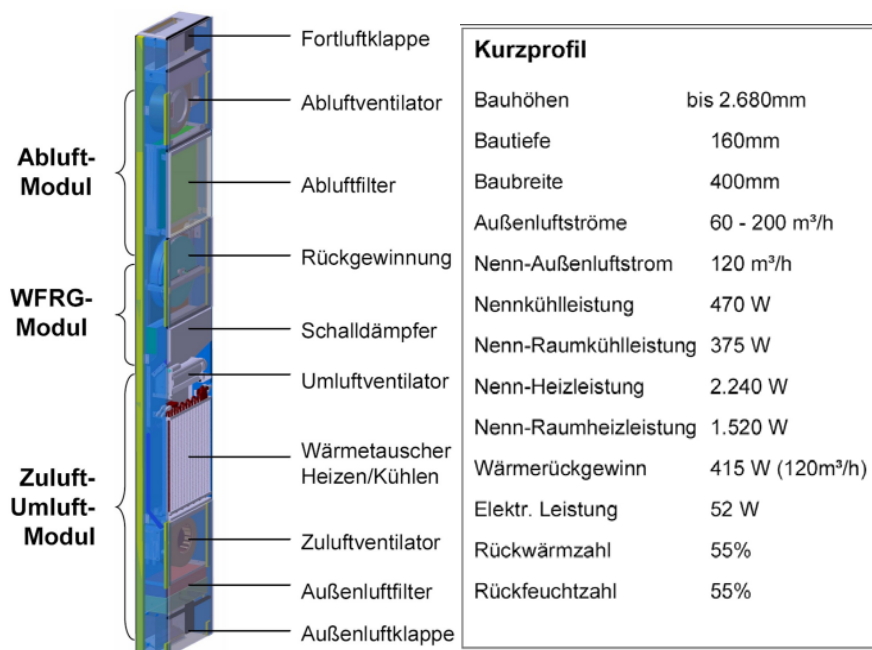 Fortluftklappe
Abluftventilator
Abluft-
Modul
Abluftfilter
Rückgewinnung
WFRG-
Modul
Schalldämpfer
Umluftventilator
Wärmetauscher
Heizen/Kühlen
Zuluft-
Umluft-
Modul
Zuluftventilator
Außenluftfilter
Außenluftklappe
Kurzprofil
Bauhöhen bis 2.680mm
Bautiefe 160mm
Baubreite 400mm
Außenluftströme 60 - 200 m³/h
Nenn-Außenluftstrom 120 m³/h
Nennkühlleistung 470 W
Nenn-Raumkühlleistung 375 W
Nenn-Heizleistung 2.240 W
Nenn-Raumheizleistung 1.520 W
Wärmerückgewinn 415 W (120m³/h)
Elektr. Leistung 52 W
Rückwärmzahl 55%
Rückfeuchtzahl 55%